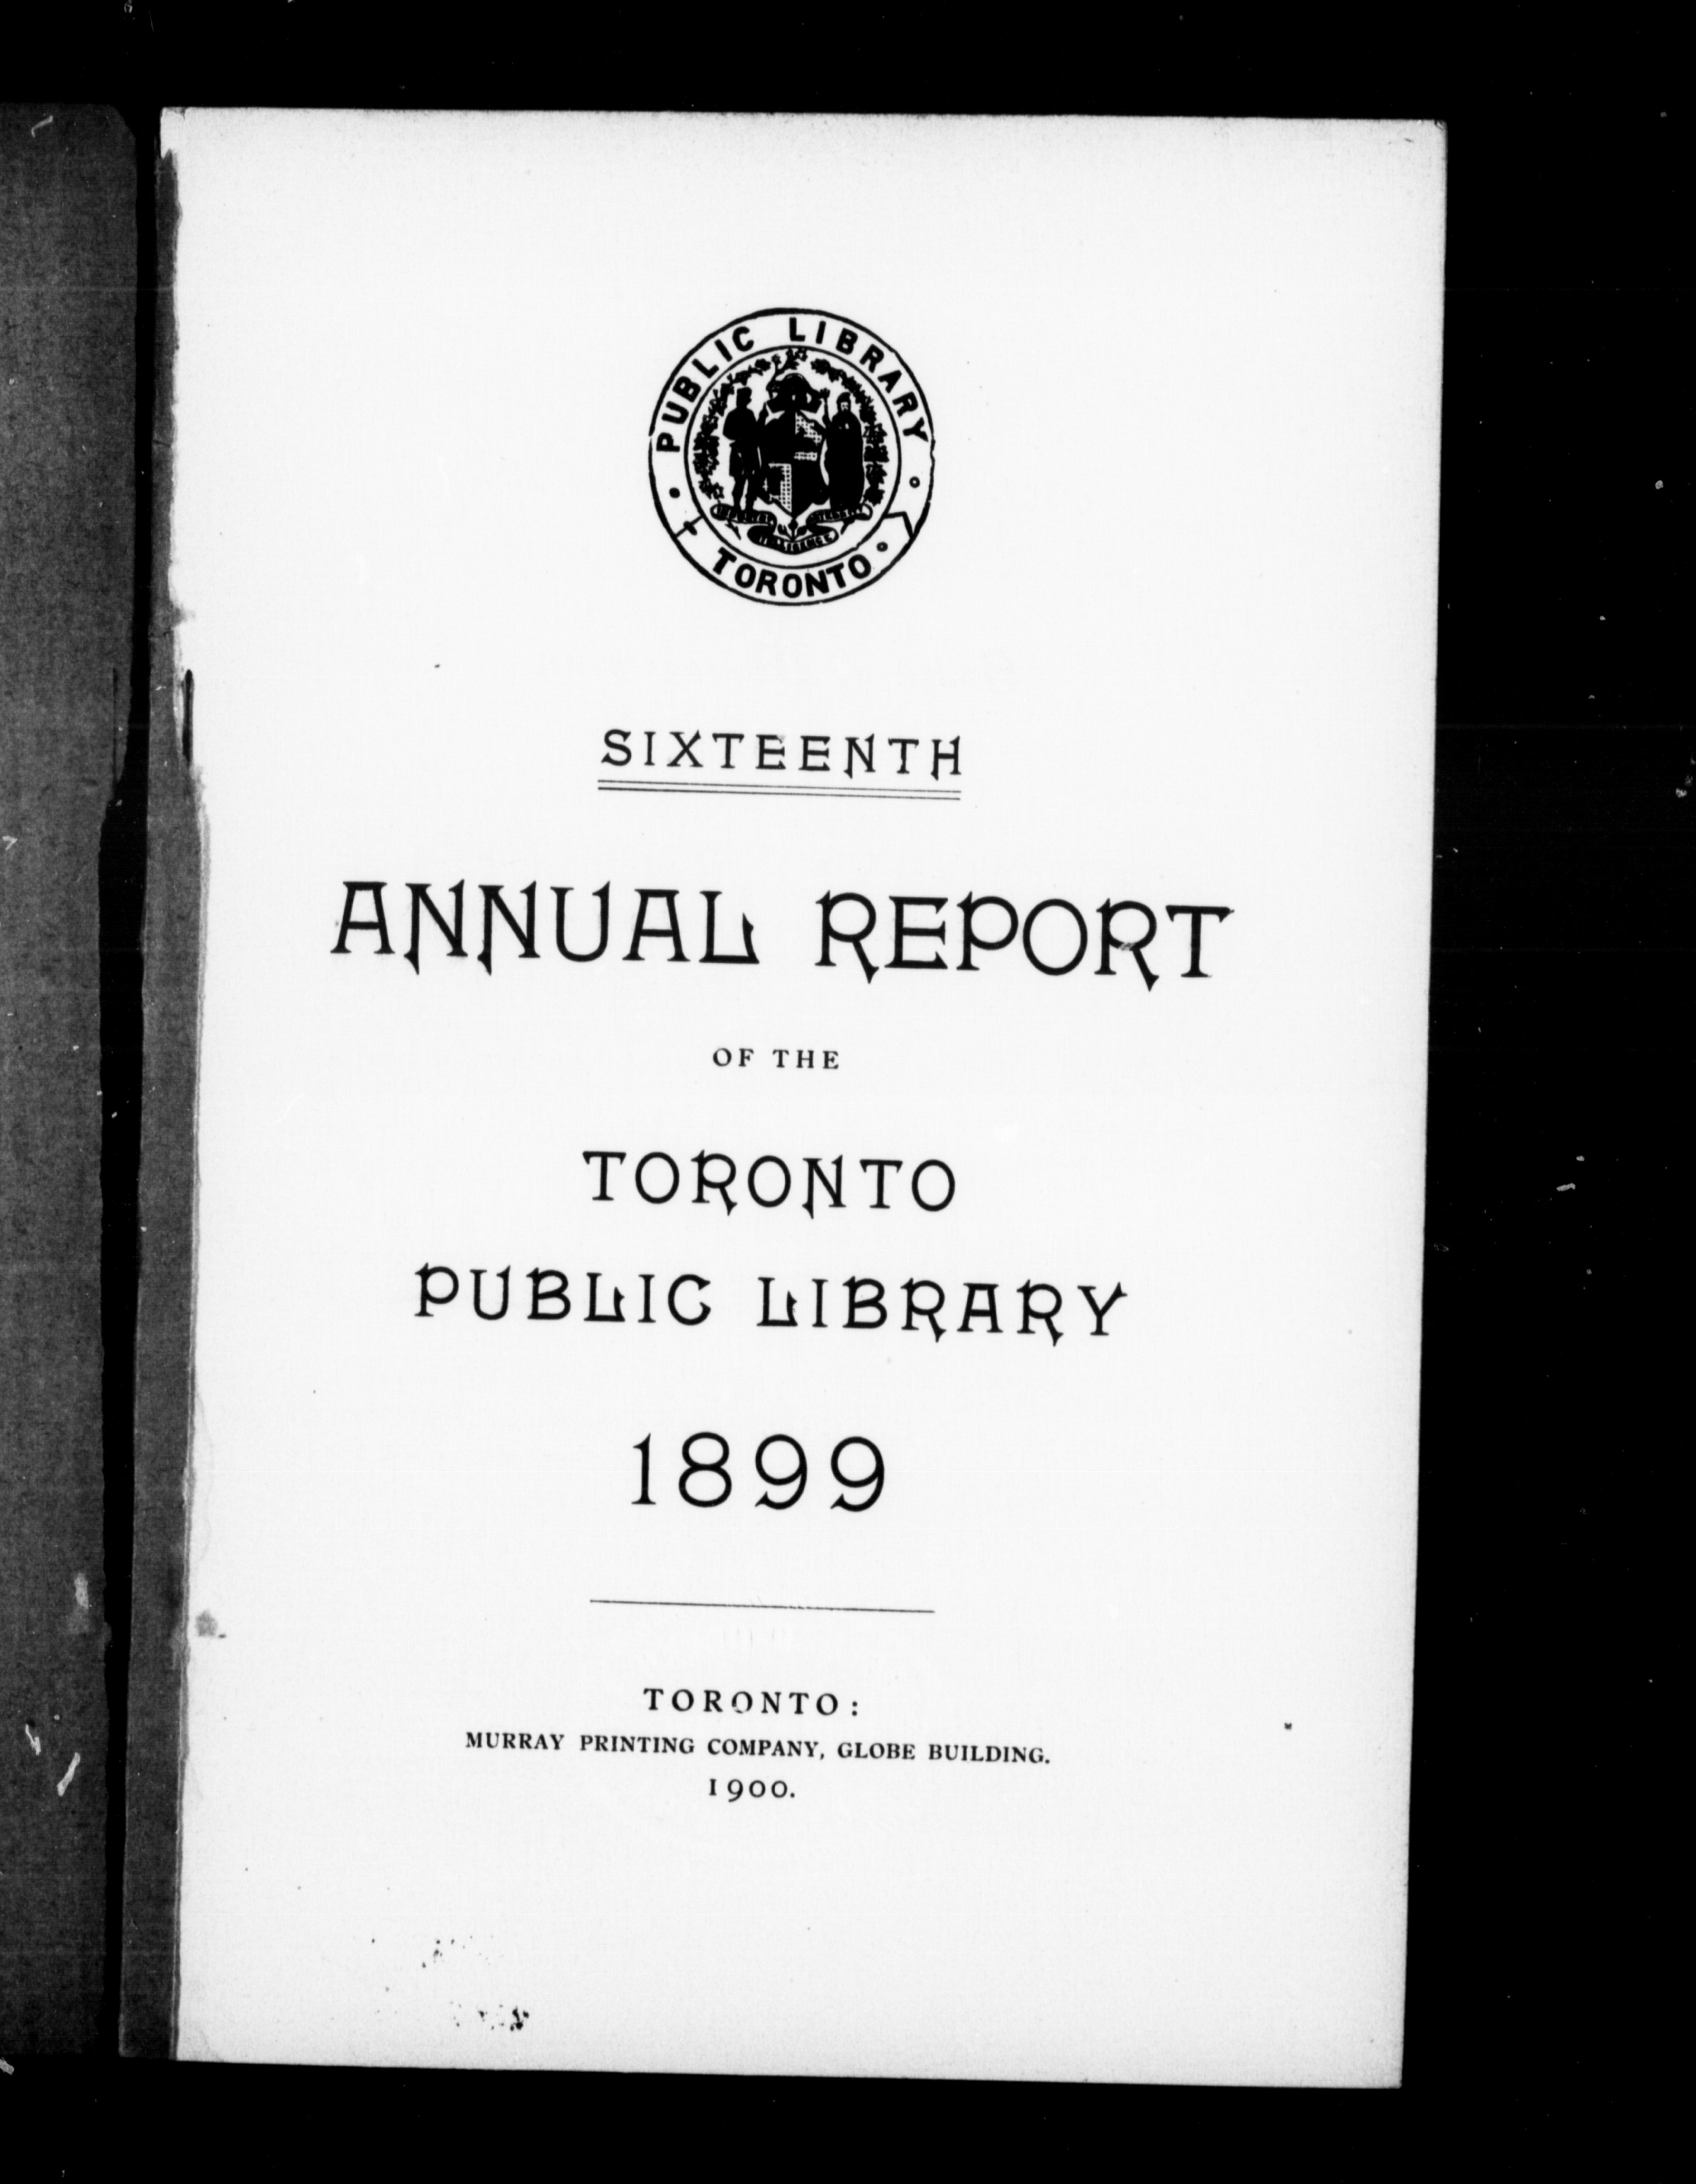 PUBLIC LIBRARY
TORONTO
SIXTEENTH
ANNUAL REPORT
OF THE
TORONTO
PUBLIC LIBRARY
1899
TORONTO:
MURRAY PRINTING COMPANY, GLOBE BUILDING.
1900.